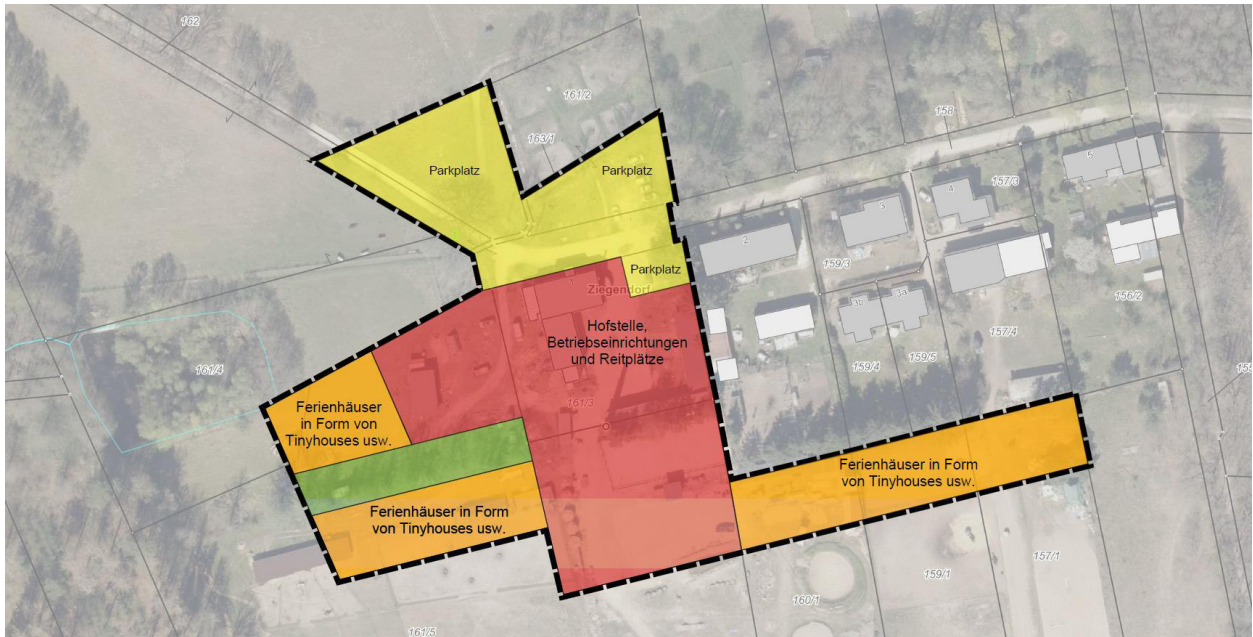 162
161/2
163/1
158
Parkplatz
Parkplatz
157/3
5
4
3
2
159/3
Parkplatz
1
Ziegendorf
156/2
Hofstelle,
Betriebseinrichtungen
und Reitplätze
3b
3a
157/4
159/4
159/5
161/4
161/3
Ferienhäuser
in Form von
Tinyhouses usw.
Ferienhäuser in Form
von Tinyhouses usw.
Ferienhäuser in Form
von Tinyhouses usw.
157/1
159/1
160/1
161/5